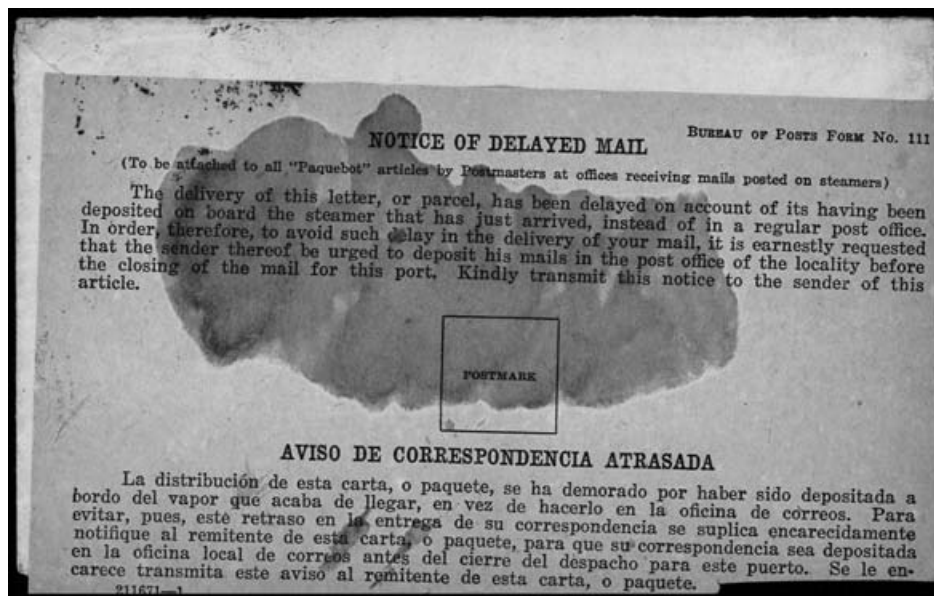 BUREAU OF POSTS FORM NO. 111
NOTICE OF DELAYED MAIL
(To be attached to all "Paquebot" articles by Postmasters at offices receiving mails posted on steamers)
The delivery of this letter, or parcel, has been delayed on account of its having been
deposited on board the steamer that has just arrived, instead of in a regular post office.
In order, therefore, to avoid such delay in the delivery of your mail, it is earnestly requested
that the sender thereof be urged to deposit his mails in the post office of the locality before
the closing of the mail for this port. Kindly transmit this notice to the sender of this
article.
POSTMARK
AVISO DE CORRESPONDENCIA ATRASADA
La distribución de esta carta, o paquete, se ha demorado por haber sido depositada a
bordo del vapor que acaba de llegar, en vez de hacerlo en la oficina de correos. Para
evitar, pues, este retraso en la entrega de su correspondencia se suplica encarecidamente
notifique al remitente de esta carta, o paquete, para que su correspondencia sea depositada
en la oficina local de correos antes del cierre del despacho para este puerto. Se le en-
carece transmita este aviso al remitente de esta carta, o paquete.
211671—1